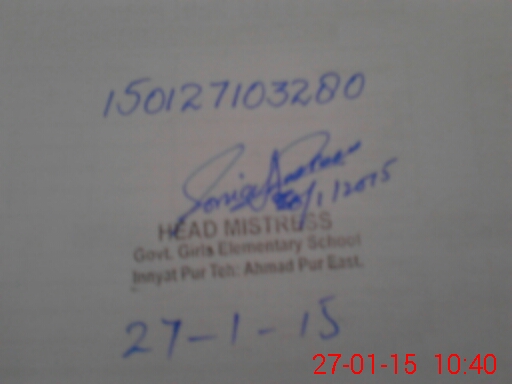 150127103280
Sonia
HEAD MISTRESS
Govt. Girls Elementary School
Innyat Pur Teh: Ahmad Pur East.
27-1-15
27-01-15 10:40